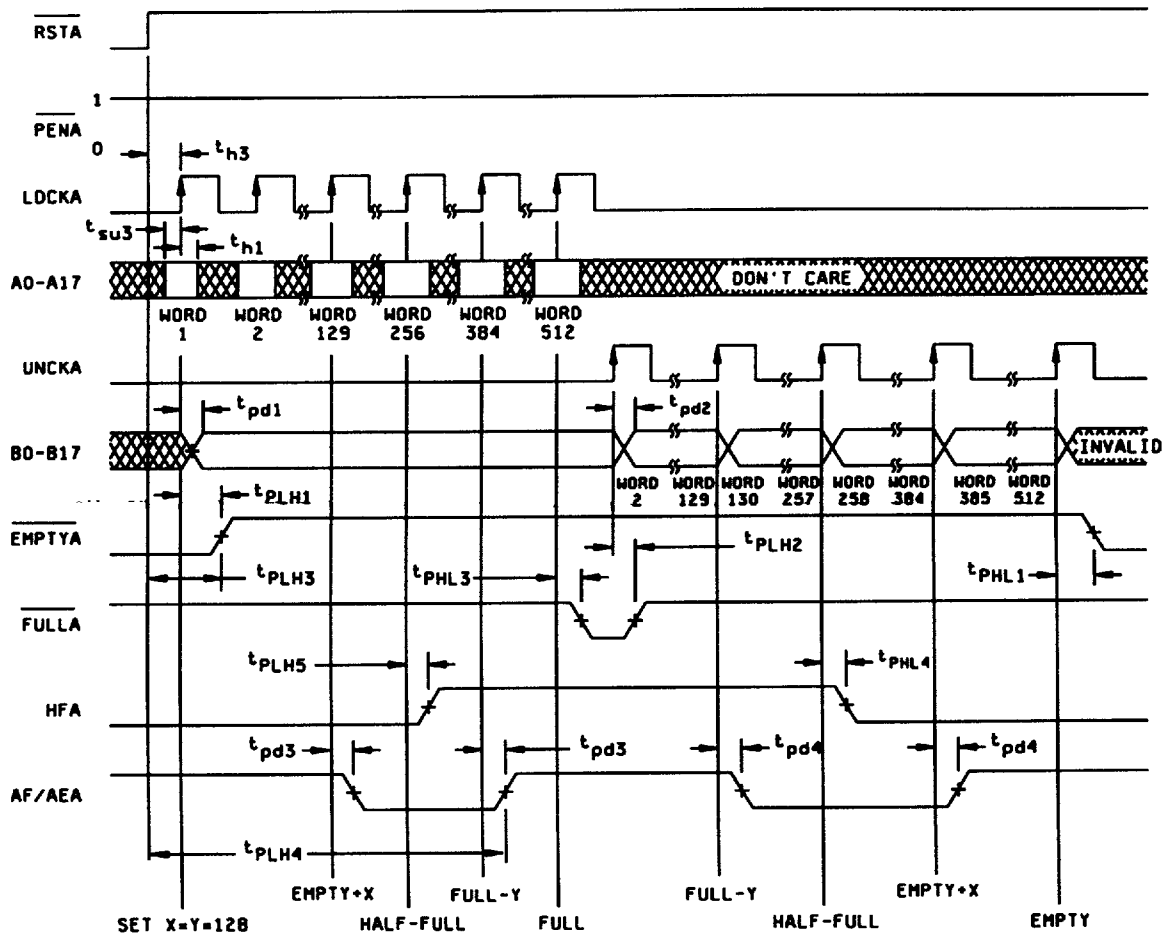 RSTA
1
PENA
0
th3
LDCKA
tsu3
th1
A0-A17
DON'T CARE
WORD 1
WORD 2
WORD 129
WORD 256
WORD 384
WORD 512
UNCKA
tpd1
tpd2
B0-B17
INVALID
WORD 2
WORD 129
WORD 130
WORD 257
WORD 258
WORD 384
WORD 385
WORD 512
tPLH1
EMPTYA
tPLH2
tPLH3
tPHL3
tPHL1
FULLA
tPLH5
tPHL4
HFA
tpd3
tpd3
tpd4
tpd4
AF/AEA
tPLH4
EMPTY+X
FULL-Y
FULL-Y
EMPTY+X
SET X=Y=128
HALF-FULL
FULL
HALF-FULL
EMPTY